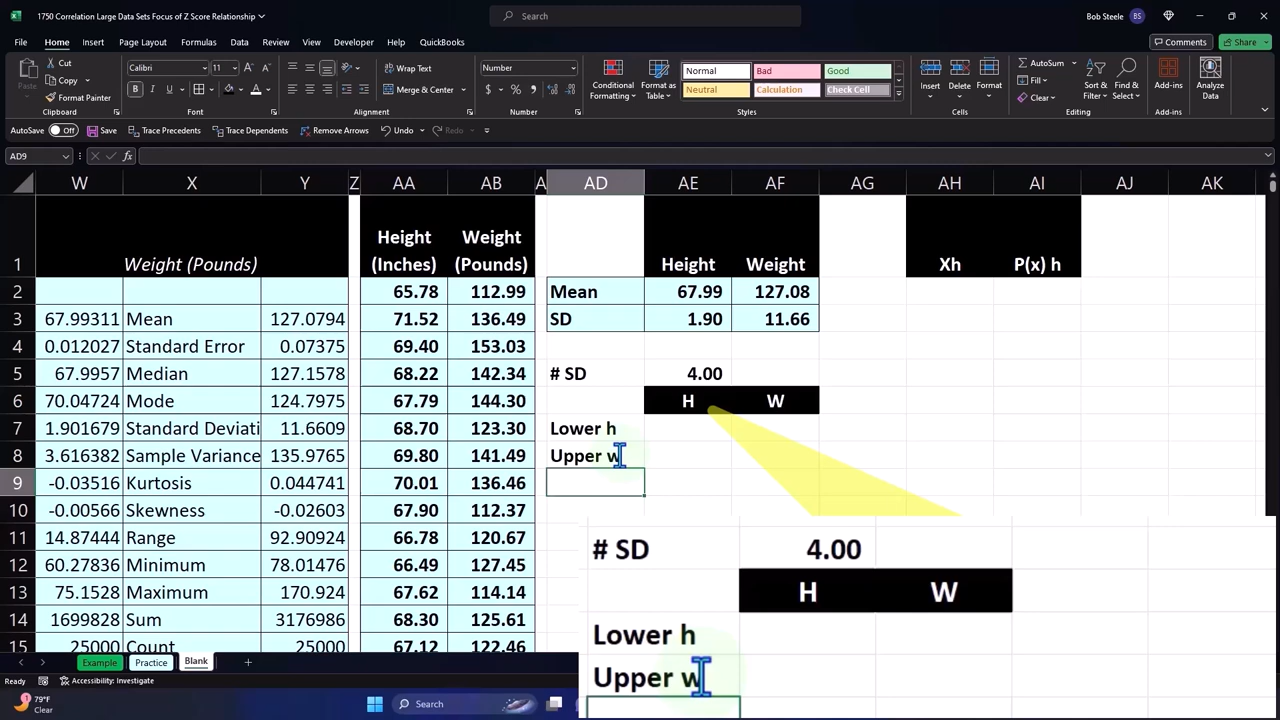 1750 Correlation Large Data Sets Focus of Z Score Relationship
Search
Bob Steele BS
File Home Insert Page Layout Formulas Data Review View Developer Help QuickBooks Comments Share
Cut
Copy
Format Painter
Paste
Clipboard
Calibri 11
Font
Wrap Text
Merge & Center
Alignment
Number
Number
Conditional Formatting
Format as Table
Normal Bad Good
Neutral Calculation Check Cell
Styles
Insert Delete Format
Cells
AutoSum
Fill
Clear
Sort & Filter
Find & Select
Editing
Add-ins
Add-ins
Analyze Data
AutoSave Off Save Trace Precedents Trace Dependents Remove Arrows Undo Redo
AD9 fx
W X Y Z AA AB A AD AE AF AG AH AI AJ AK
1 Weight (Pounds) Height (Inches) Weight (Pounds) Height Weight Xh P(x) h
2 65.78 112.99 Mean 67.99 127.08
3 67.99311 Mean 127.0794 71.52 136.49 SD 1.90 11.66
4 0.012027 Standard Error 0.07375 69.40 153.03
5 67.9957 Median 127.1578 68.22 142.34 # SD 4.00
6 70.04724 Mode 124.7975 67.79 144.30 H W
7 1.901679 Standard Deviati 11.6609 68.70 123.30 Lower h
8 3.616382 Sample Variance 135.9765 69.80 141.49 Upper w
9 -0.03516 Kurtosis 0.044741 70.01 136.46
10 -0.00566 Skewness -0.02603 67.90 112.37
11 14.87444 Range 92.90924 66.78 120.67
12 60.27836 Minimum 78.01476 66.49 127.45
13 75.1528 Maximum 170.924 67.62 114.14
14 1699828 Sum 3176986 68.30 125.61
15 25000 Count 25000 67.12 122.46
# SD 4.00
H W
Lower h
Upper w
Example Practice Blank
Ready Accessibility: Investigate
79°F
Clear
Search